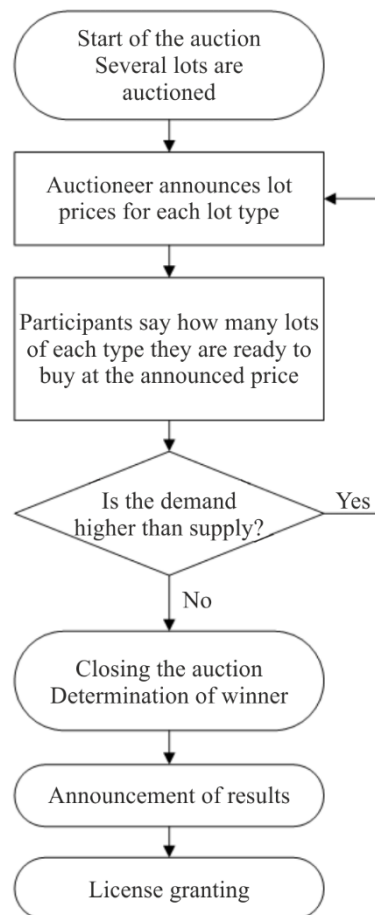 Start of the auction
Several lots are
auctioned
Auctioneer announces lot
prices for each lot type
Participants say how many lots
of each type they are ready to
buy at the announced price
Is the demand
higher than supply?
Yes
No
Closing the auction
Determination of winner
Announcement of results
License granting